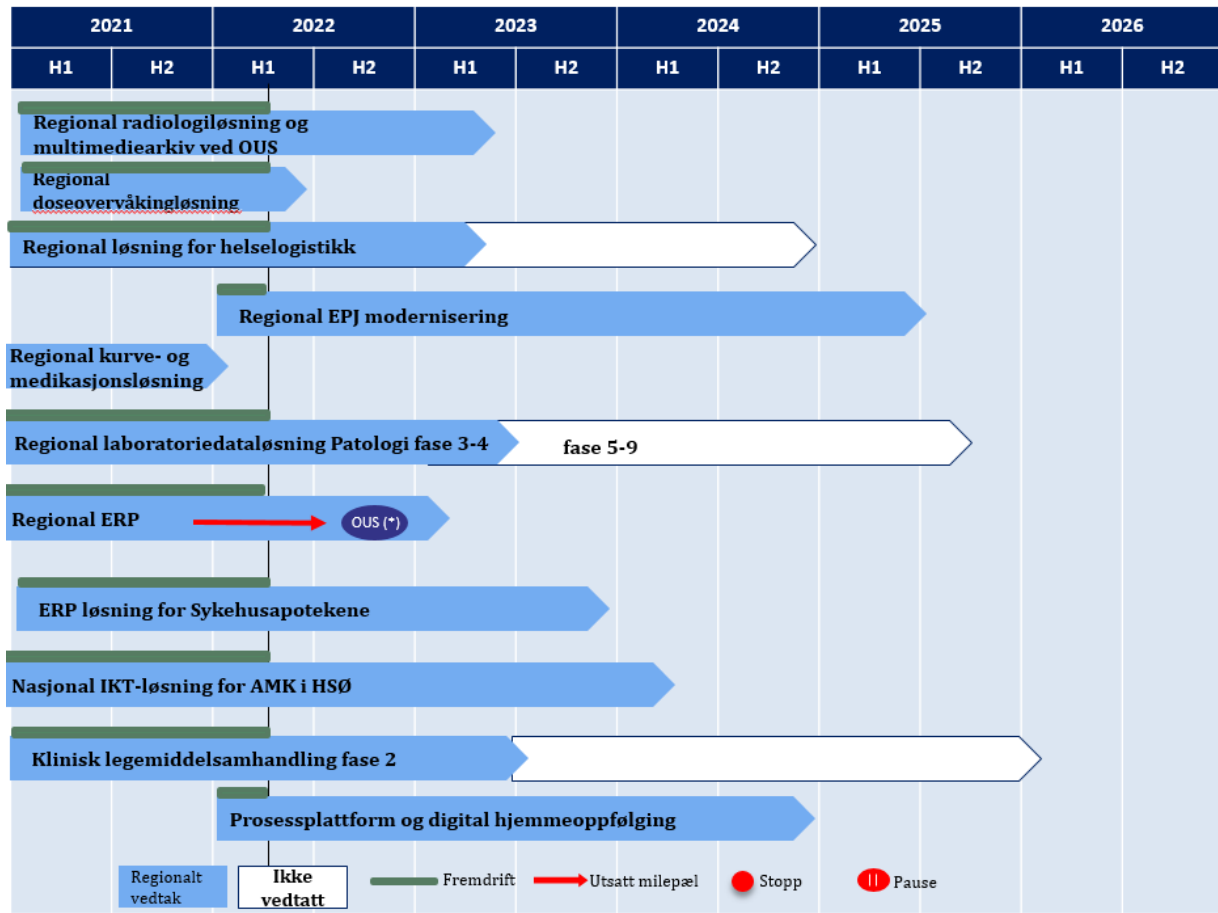 2021 2022 2023 2024 2025 2026
H1 H2 H1 H2 H1 H2 H1 H2 H1 H2 H1 H2
Regional radiologiløsning og
multimediearkiv ved OUS
Regional
doseovervåkingløsning
Regional løsning for helselogistikk
Regional EPJ modernisering
Regional kurve- og
medikasjonsløsning
Regional laboratoriedataløsning Patologi fase 3-4 fase 5-9
Regional ERP OUS (*)
ERP løsning for Sykehusapotekene
Nasjonal IKT-løsning for AMK i HSØ
Klinisk legemiddelsamhandling fase 2
Prosessplattform og digital hjemmeoppfølging
Regionalt
vedtak
Ikke
vedtatt
Fremdrift
Utsatt milepæl
Stopp
Pause